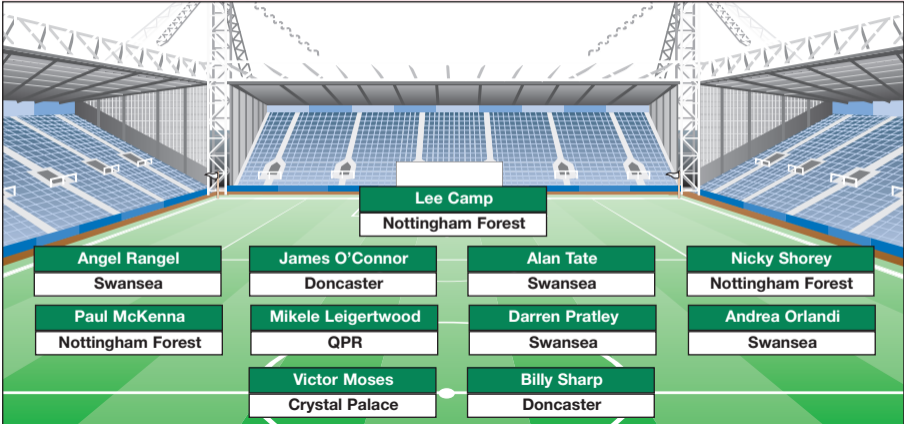 Lee Camp
Nottingham Forest
Angel Rangel
Swansea
James O'Connor
Doncaster
Alan Tate
Swansea
Nicky Shorey
Nottingham Forest
Paul McKenna
Nottingham Forest
Mikele Leigertwood
QPR
Darren Pratley
Swansea
Andrea Orlandi
Swansea
Victor Moses
Crystal Palace
Billy Sharp
Doncaster